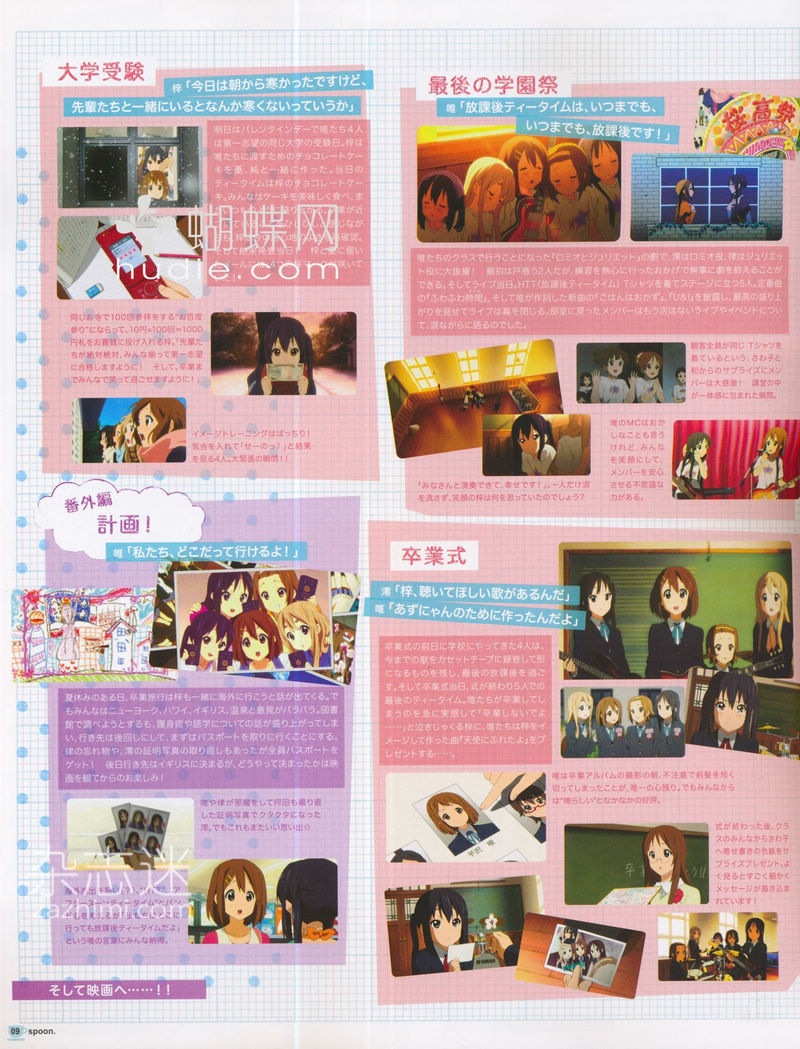 大学受験
梓「今日は朝から寒かったですけど、
先輩たちと一緒にいるとなんか寒くないっていうか」
明日はバレンタインデーで唯たち4人
は第一志望の同じ大学の受験日。梓は
唯たちに渡すためのチョコレートケー
キを憂、純と一緒に作った。当日の
ティータイムは梓のチョコレートケー
キ。みんなはケーキを美味しく食べ、ま
蝴蝶网
hudie.com
同じお寺で100回参拝をする"お百度
参り"にならって、10円×100回=1000
円札をお賽銭に投げ入れる梓。「先輩た
ちが絶対絶対、みんな揃って第一志望
に合格しますように! そして、卒業ま
でみんなで笑って過ごせますように!」
イメージトレーニングはばっちり!
気合を入れて「せーのっ!」と結果
を見る4人。大緊張の瞬間!!
最後の学園祭
唯「放課後ティータイムは、いつまでも、
いつまでも、放課後です!」
桜高祭
唯たちのクラスで行うことになった『ロミオとジュリエット』の劇で、澪はロミオ役、律はジュリエ
ット役に大抜擢! 最初は戸惑う2人だが、練習を熱心に行ったおかげで無事に劇を終えることが
できる。そしてライブ当日。HTT(放課後ティータイム)Tシャツを着てステージに立つ5人。定番曲
の『ふわふわ時間』、そして唯が作詞した新曲の『ごはんはおかず』、『U&I』を披露し、最高の盛り上
がりを見せてライブは幕を閉じる。部室に戻ったメンバーはもう次はないライブやイベントについ
て、涙ながらに語るのでした。
観客全員が同じTシャツを
着ているという、さわ子と
和からのサプライズにメン
バーは大感激! 講堂の中
が一体感に包まれた瞬間。
唯のMCはおか
しなことも言う
けれど、みんな
を笑顔にして、
メンバーを安心
させる不思議な
力がある。
「みなさんと演奏できて、幸せです!」。一人だけ涙
を流さず、笑顔の梓は何を思っていたのでしょう?
番外編
計画!
唯「私たち、どこだって行けるよ!」
夏休みのある日、卒業旅行は梓も一緒に海外に行こうと話が出てくる。で
もみんなはニューヨーク、ハワイ、イギリス、温泉と意見がバラバラ。図書
館で調べようとするも、護身術や語学についての話が盛り上がってしま
い、行き先は後回しにして、まずはパスポートを取りに行くことにする。
律の忘れ物や、澪の証明写真の取り直しもあったが全員パスポートを
ゲット! 後日行き先はイギリスに決まるが、どうやって決まったかは映
画を観てからのお楽しみ!
唯や律が邪魔をして何回も撮り直
した証明写真でクタクタになった
澪。でもこれもまたいい思い出☆
杂志迷
zazhimi.com
行っても放課後ティータイムだよ」
という唯の言葉にみんな納得。
そして映画へ……!!
卒業式
澪「梓、聴いてほしい歌があるんだ」
唯「あずにゃんのために作ったんだよ」
卒業式の前日に学校にやってきた4人は、
今までの歌をカセットテープに録音して形
になるものを残し、最後の放課後を過ご
す。そして卒業式当日、式が終わり5人での
最後のティータイム。唯たちが卒業して
しまうのを急に実感して「卒業しないでよ
……」と泣きじゃくる梓に、唯たちは梓をイ
メージして作った曲『天使にふれたよ』をプ
レゼントする……。
唯は卒業アルバムの撮影の朝、不注意で前髪を短く
切ってしまったことが、唯一の心残り。でもみんなから
は"唯らしい"となかなかの好評。
平沢 唯
式が終わった後、クラ
スのみんなからさわ子
へ寄せ書きの色紙をサ
プライズプレゼント。よ
く見るとすごく細かく
メッセージが描き込ま
れています!
YAMAHA
09 spoon.